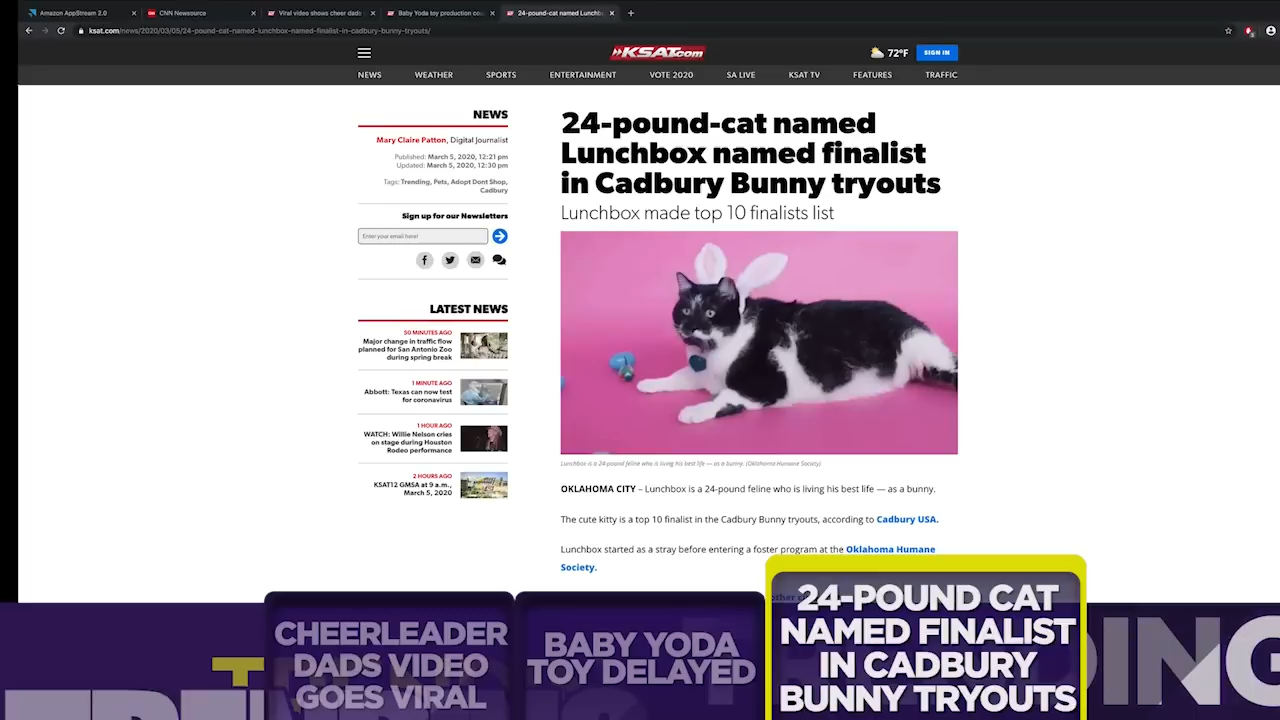 Amazon AppStream 2.0
CNN Newsource
Viral video shows cheer dads
Baby Yoda toy production co
24-pound-cat named Lunchb
ksat.com/news/2020/03/05/24-pound-cat-named-lunchbox-named-finalist-in-cadbury-bunny-tryouts/
KSAT.com
72°F
SIGN IN
NEWS WEATHER SPORTS ENTERTAINMENT VOTE 2020 SA LIVE KSAT TV FEATURES TRAFFIC
NEWS
Mary Claire Patton, Digital Journalist
Published: March 5, 2020, 12:21 pm
Updated: March 5, 2020, 12:30 pm
Tags: Trending, Pets, Adopt Dont Shop,
Cadbury
Sign up for our Newsletters
Enter your email here!
LATEST NEWS
50 MINUTES AGO
Major change in traffic flow
planned for San Antonio Zoo
during spring break
1 MINUTE AGO
Abbott: Texas can now test
for coronavirus
1 HOUR AGO
WATCH: Willie Nelson cries
on stage during Houston
Rodeo performance
2 HOURS AGO
KSAT12 GMSA at 9 a.m.,
March 5, 2020
24-pound-cat named
Lunchbox named finalist
in Cadbury Bunny tryouts
Lunchbox made top 10 finalists list
Lunchbox is a 24-pound feline who is living his best life — as a bunny. (Oklahoma Humane Society)
OKLAHOMA CITY – Lunchbox is a 24-pound feline who is living his best life — as a bunny.
The cute kitty is a top 10 finalist in the Cadbury Bunny tryouts, according to Cadbury USA.
Lunchbox started as a stray before entering a foster program at the Oklahoma Humane
Society.
CHEERLEADER
DADS VIDEO
GOES VIRAL
BABY YODA
TOY DELAYED
24-POUND CAT
NAMED FINALIST
IN CADBURY
BUNNY TRYOUTS